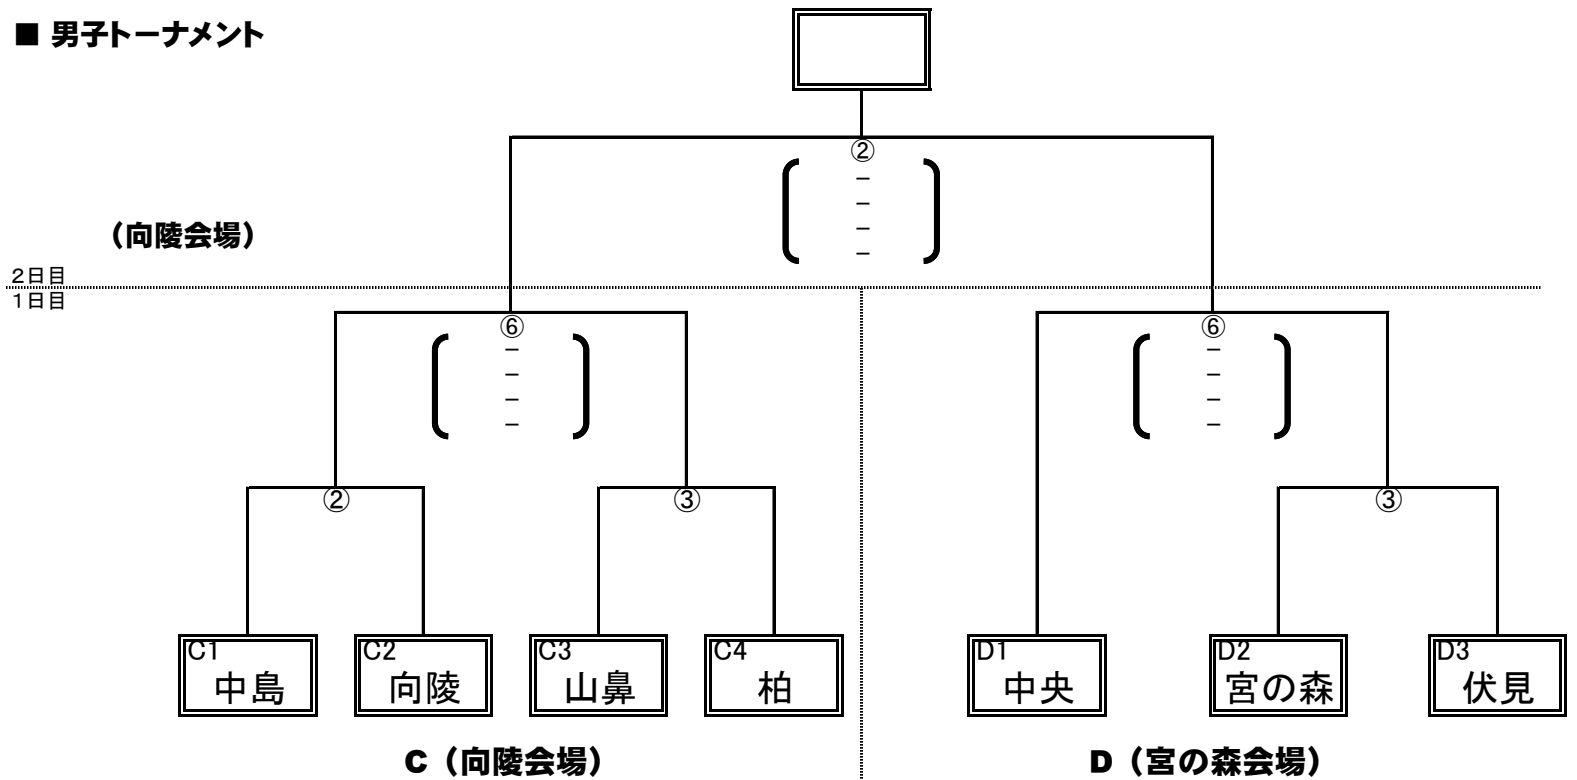 ■ 男子トーナメント
②
–
–
–
–
（向陵会場）
2日目
1日目
⑥ ⑥
– –
– –
– –
– –
② ③ ③
C1 C2 C3 C4 D1 D2 D3
中島 向陵 山鼻 柏 中央 宮の森 伏見
C（向陵会場） D（宮の森会場）